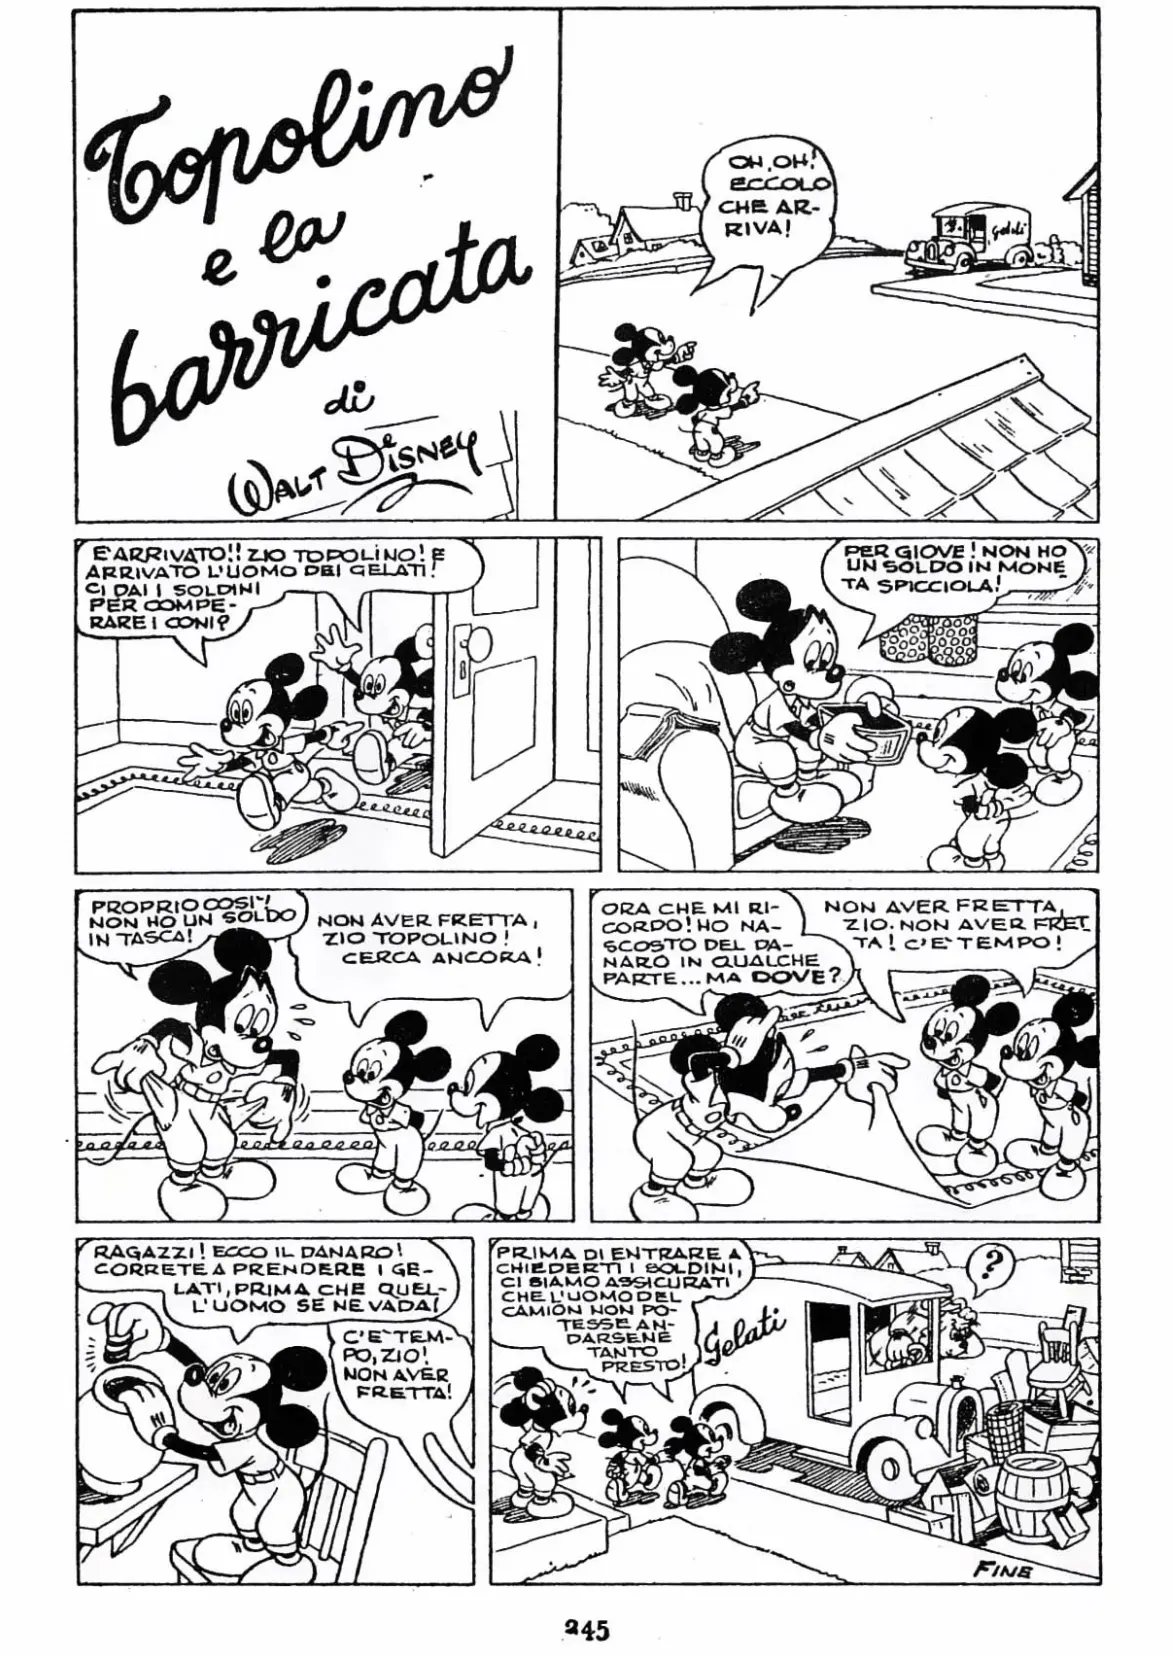 Topolino
e la
barricata
di
WALT DISNEY
OH, OH!
ECCOLO
CHE AR-
RIVA!
Gelati
E'ARRIVATO!! ZIO TOPOLINO! E
ARRIVATO L'UOMO DEI GELATI!
CI DAI I SOLDINI
PER COMPE-
RARE I CONI?
PER GIOVE! NON HO
UN SOLDO IN MONE
TA SPICCIOLA!
PROPRIO COSI'!
NON HO UN SOLDO
IN TASCA!
NON AVER FRETTA,
ZIO TOPOLINO!
CERCA ANCORA!
ORA CHE MI RI-
CORDO! HO NA-
SCOSTO DEL DA-
NARO IN QUALCHE
PARTE... MA DOVE?
NON AVER FRETTA,
ZIO. NON AVER FRET
TA! C'E' TEMPO!
RAGAZZI! ECCO IL DANARO!
CORRETE A PRENDERE I GE-
LATI, PRIMA CHE QUEL-
L'UOMO SE NE VADA!
C'E' TEM-
PO, ZIO!
NON AVER
FRETTA!
PRIMA DI ENTRARE A
CHIEDERTI I SOLDINI,
CI SIAMO ASSICURATI
CHE L'UOMO DEL
CAMION NON PO-
TESSE AN-
DARSENE
TANTO
PRESTO!
Gelati
?
FINE
245